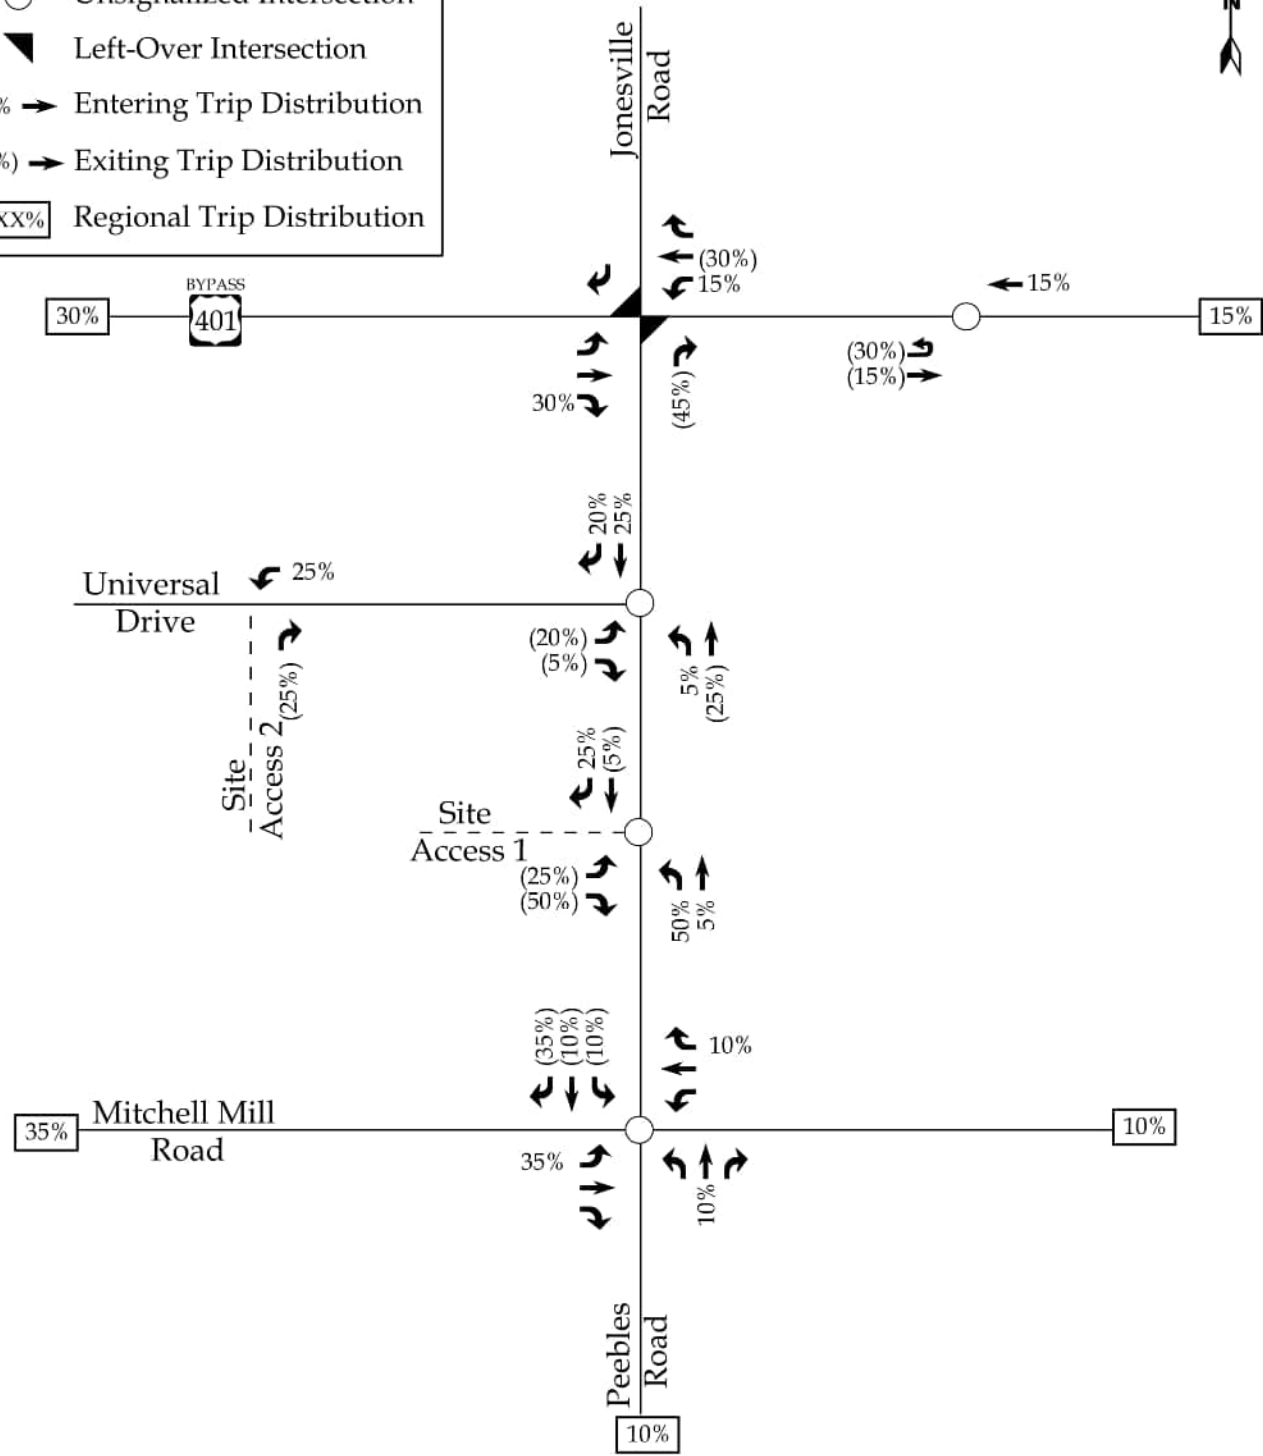 Unsignalized Intersection
Left-Over Intersection
% Entering Trip Distribution
%) Exiting Trip Distribution
XX% Regional Trip Distribution
N
Jonesville
Road
(30%)
15%
15%
BYPASS
401
30%
15%
30%
(45%)
(30%)
(15%)
20%
25%
Universal
Drive
25%
(20%)
(5%)
5%
(25%)
(25%)
Site
Access 2
25%
(5%)
Site
Access 1
(25%)
(50%)
50%
5%
(35%)
(10%)
(10%)
10%
Mitchell Mill
Road
35%
10%
35%
10%
Peebles
Road
10%